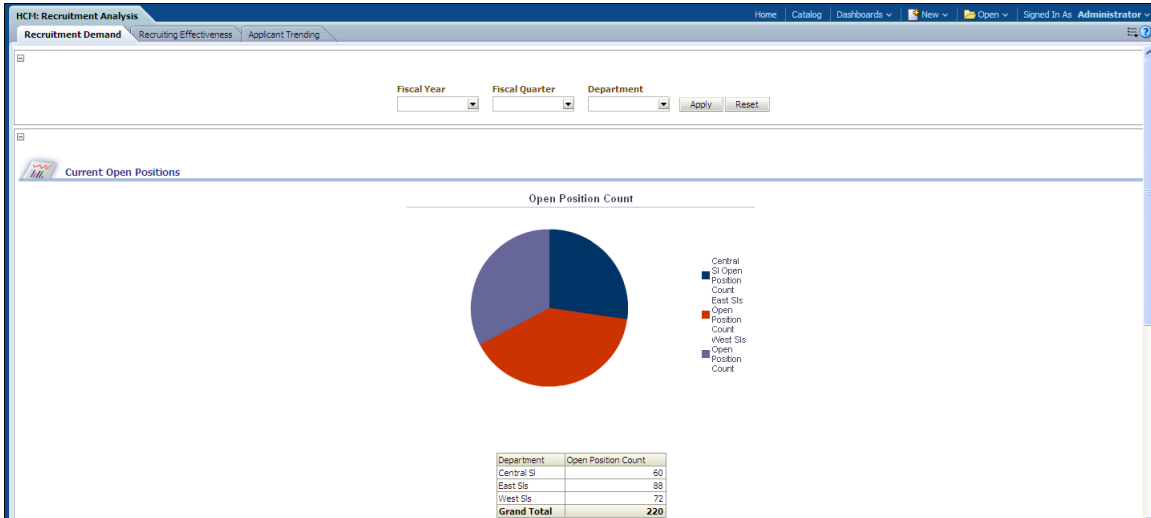 HCM: Recruitment Analysis
Home Catalog Dashboards New Open Signed In As Administrator
Recruitment Demand Recruiting Effectiveness Applicant Trending
Fiscal Year Fiscal Quarter Department
Apply Reset
Current Open Positions
Open Position Count
Central
Sl Open
Position
Count
East Sls
Open
Position
Count
West Sls
Open
Position
Count
Department Open Position Count
Central Sl 60
East Sls 88
West Sls 72
Grand Total 220